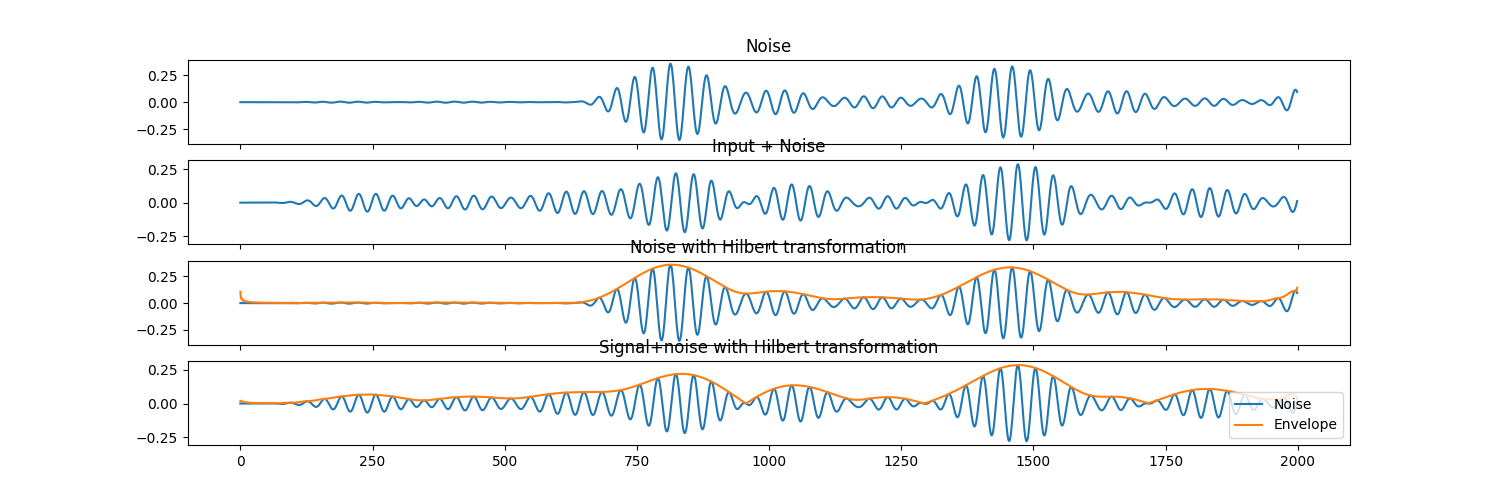 Noise
0.25
0.00
−0.25
Input + Noise
0.25
0.00
−0.25
Noise with Hilbert transformation
0.25
0.00
−0.25
Signal+noise with Hilbert transformation
0.25
0.00
−0.25
Noise
Envelope
0 250 500 750 1000 1250 1500 1750 2000